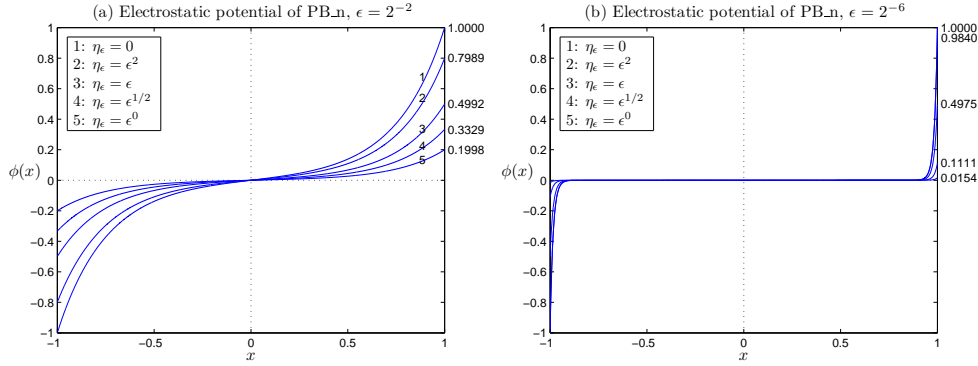 (a) Electrostatic potential of PB_n, ϵ = 2⁻²
1
0.8
0.6
0.4
0.2
0
−0.2
−0.4
−0.6
−0.8
−1
ϕ(x)
1: η_ϵ = 0
2: η_ϵ = ϵ²
3: η_ϵ = ϵ
4: η_ϵ = ϵ^{1/2}
5: η_ϵ = ϵ⁰
1
2
3
4
5
1.0000
0.7989
0.4992
0.3329
0.1998
−1 −0.5 0 0.5 1
x
(b) Electrostatic potential of PB_n, ϵ = 2⁻⁶
1
0.8
0.6
0.4
0.2
0
−0.2
−0.4
−0.6
−0.8
−1
ϕ(x)
1: η_ϵ = 0
2: η_ϵ = ϵ²
3: η_ϵ = ϵ
4: η_ϵ = ϵ^{1/2}
5: η_ϵ = ϵ⁰
1.0000
0.9840
0.4975
0.1111
0.0154
−1 −0.5 0 0.5 1
x